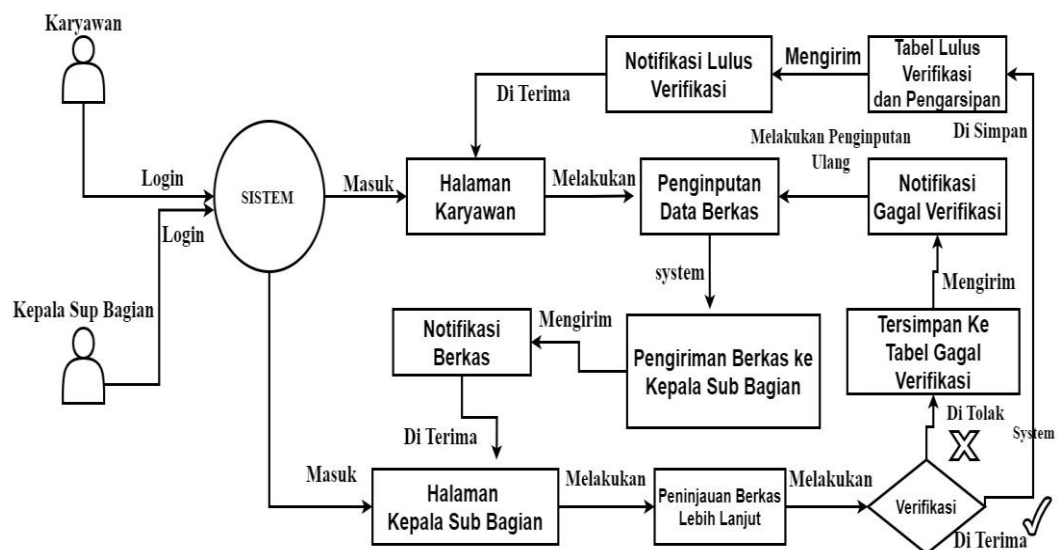 Karyawan
Login
Login
Kepala Sup Bagian
SISTEM
Masuk
Halaman
Karyawan
Melakukan
Penginputan
Data Berkas
Melakukan Penginputan
Ulang
Notifikasi
Gagal Verifikasi
Di Terima
Notifikasi Lulus
Verifikasi
Mengirim
Tabel Lulus
Verifikasi
dan Pengarsipan
Di Simpan
system
Mengirim
Notifikasi
Berkas
Mengirim
Pengiriman Berkas ke
Kepala Sub Bagian
Tersimpan Ke
Tabel Gagal
Verifikasi
Di Terima
Di Tolak
X
System
Masuk
Halaman
Kepala Sub Bagian
Melakukan
Peninjauan Berkas
Lebih Lanjut
Melakukan
Verifikasi
Di Terima